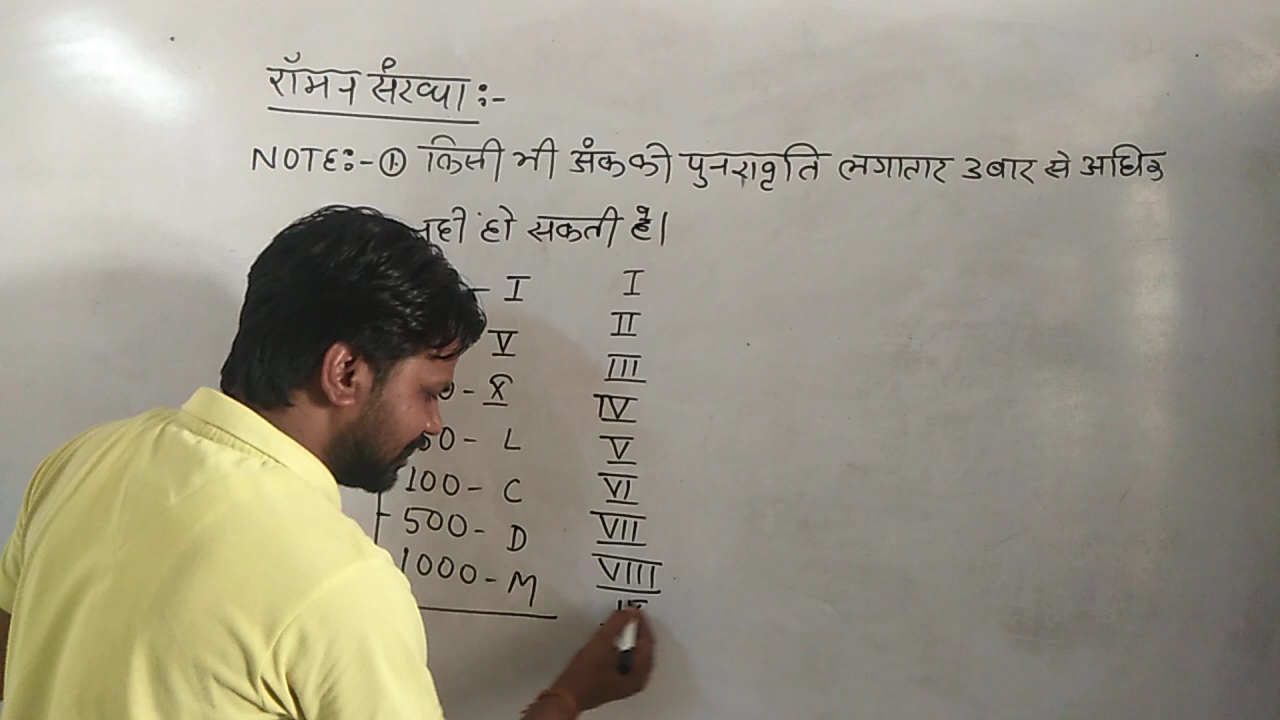 रॉमन संख्या :-
NOTE:- ① किसी भी अंक को पुनरावृति लगातार 3 बार से अधिक
नही हो सकती है।
- I
V
0 - X
50 - L
100 - C
500 - D
1000 - M
I
II
III
IV
V
VI
VII
VIII